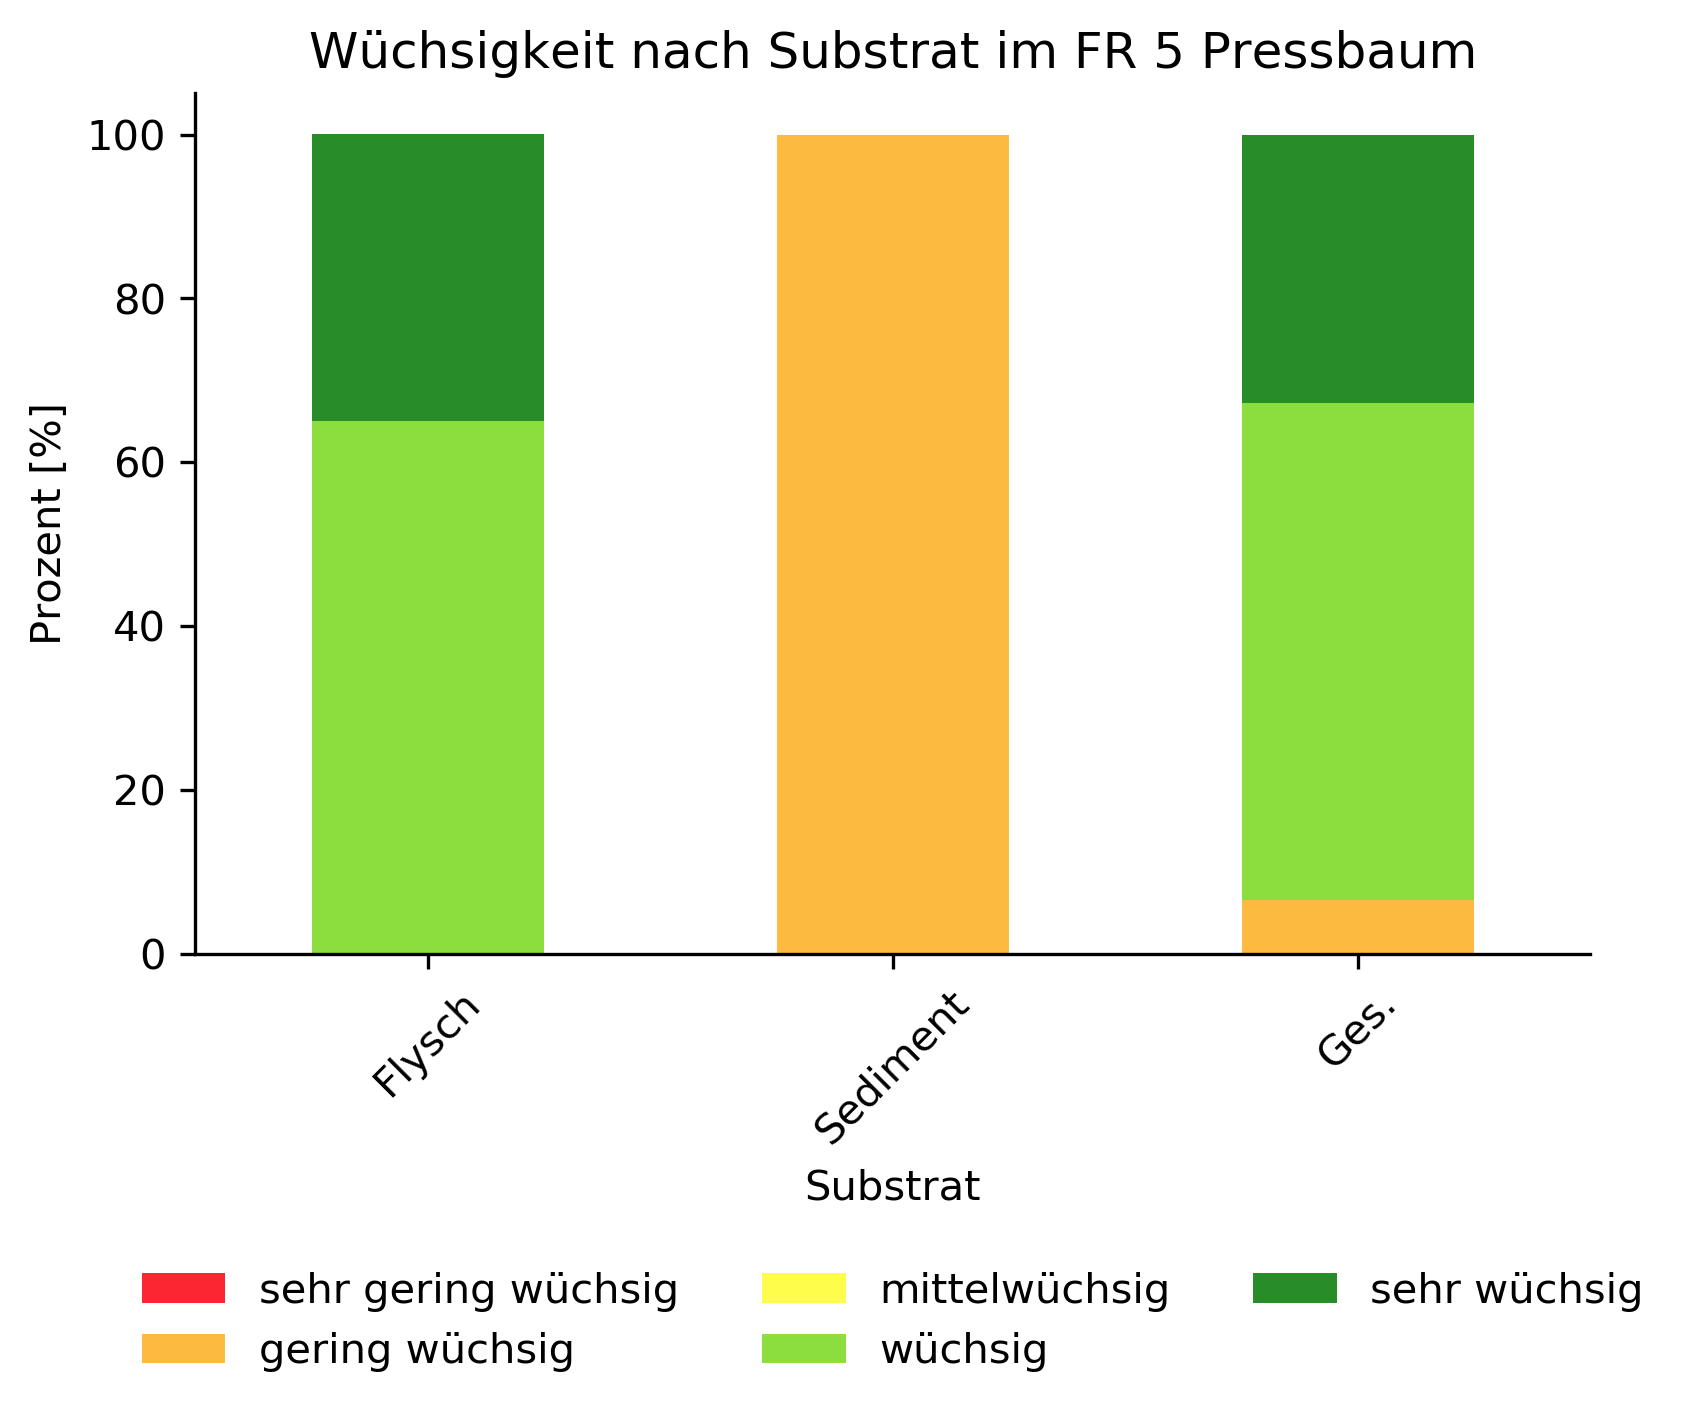 Wüchsigkeit nach Substrat im FR 5 Pressbaum
Prozent [%]
100
80
60
40
20
0
Flysch
Sediment
Ges.
Substrat
sehr gering wüchsig
gering wüchsig
mittelwüchsig
wüchsig
sehr wüchsig